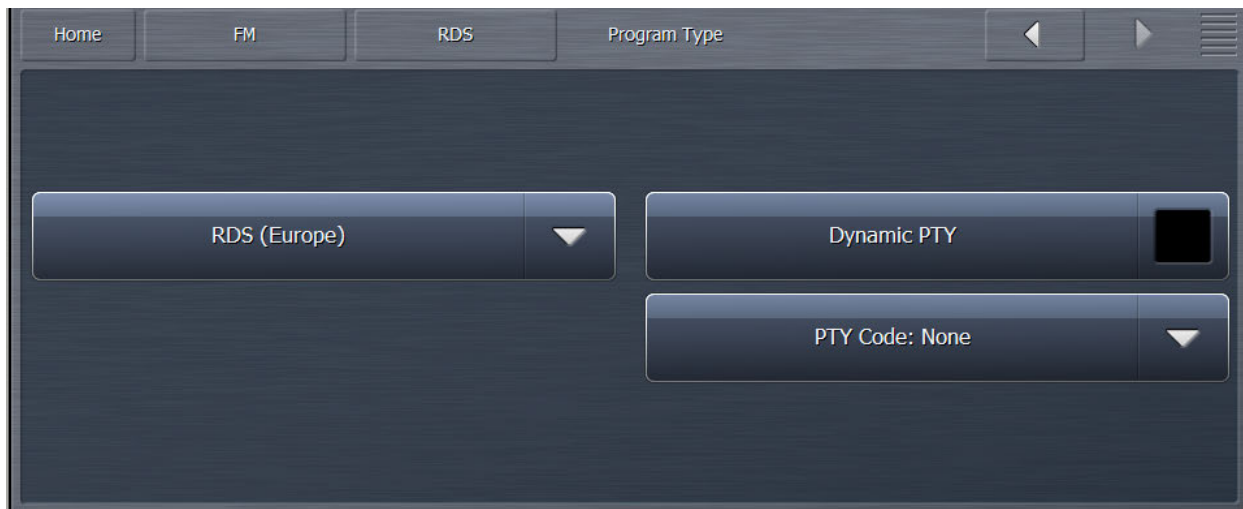 Home FM RDS Program Type
RDS (Europe)
Dynamic PTY
PTY Code: None